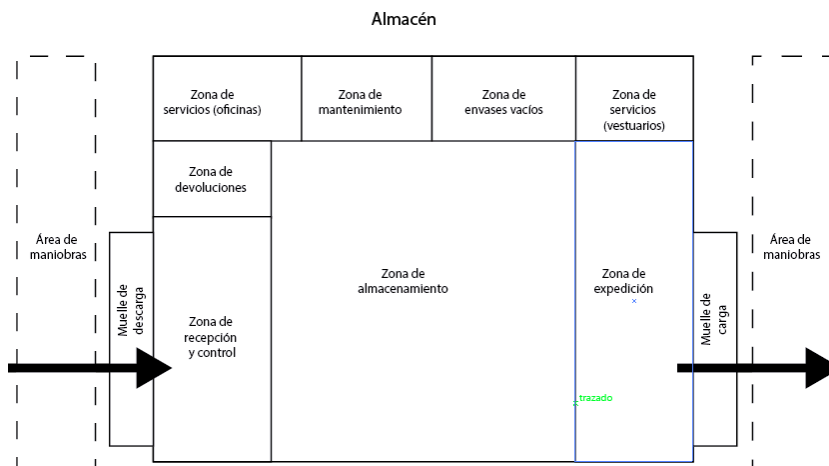 Almacén
Zona de
servicios (oficinas)
Zona de
mantenimiento
Zona de
envases vacíos
Zona de
servicios
(vestuarios)
Zona de
devoluciones
Área de
maniobras
Muelle de
descarga
Zona de
recepción
y control
Zona de
almacenamiento
Zona de
expedición
trazado
Muelle de
carga
Área de
maniobras